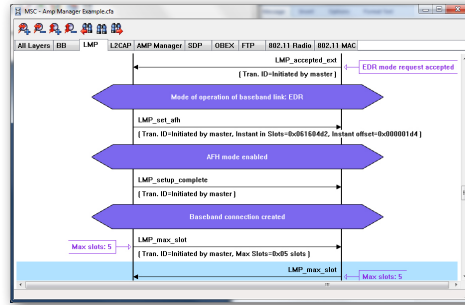 MSC - Amp Manager Example.cfa
All Layers BB LMP L2CAP AMP Manager SDP OBEX FTP 802.11 Radio 802.11 MAC
LMP_accepted_ext
EDR mode request accepted
( Tran. ID=Initiated by master)
Mode of operation of baseband link: EDR
LMP_set_afh
( Tran. ID=Initiated by master, Instant in Slots=0x061604d2, Instant offset=0x000001d4 )
AFH mode enabled
LMP_setup_complete
( Tran. ID=Initiated by master )
Baseband connection created
LMP_max_slot
Max slots: 5
( Tran. ID=Initiated by master, Max Slots=0x05 slots )
LMP_max_slot
Max slots: 5